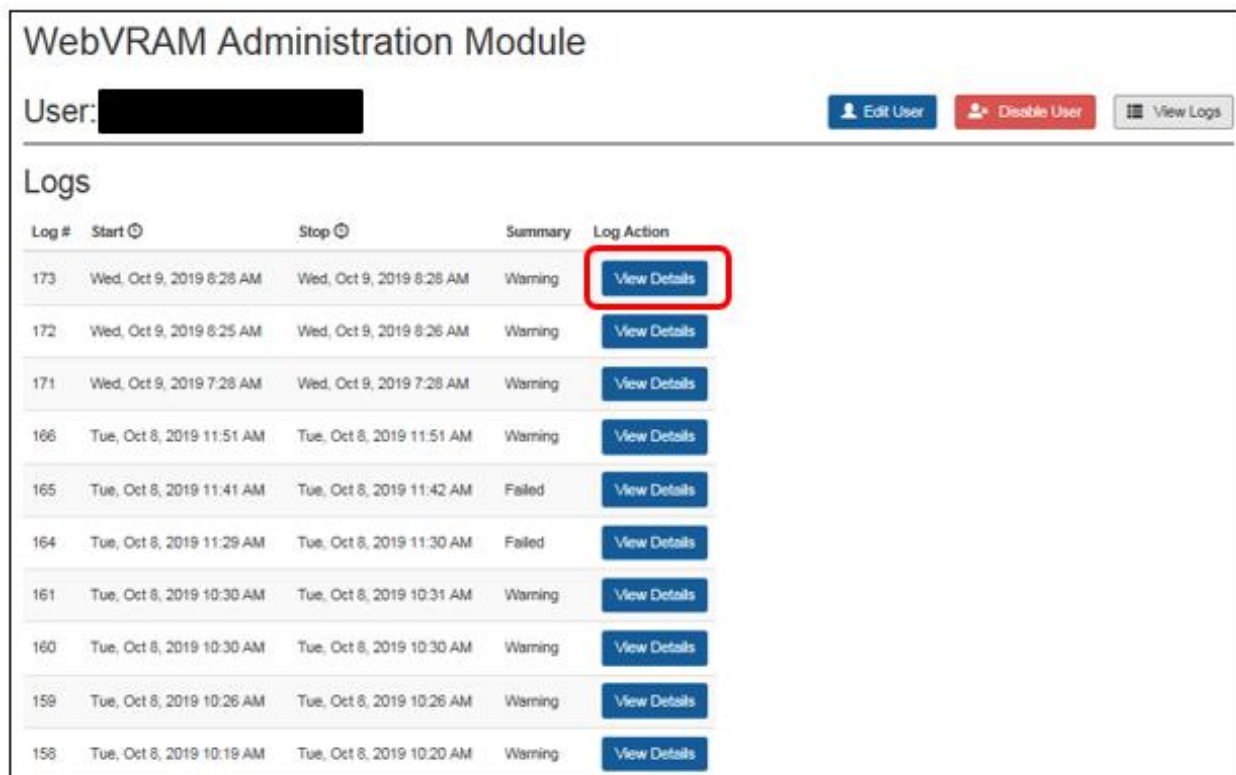 WebVRAM Administration Module
User:
Edit User Disable User View Logs
Logs
Log # Start Stop Summary Log Action
173 Wed, Oct 9, 2019 8:28 AM Wed, Oct 9, 2019 8:28 AM Warning View Details
172 Wed, Oct 9, 2019 8:25 AM Wed, Oct 9, 2019 8:26 AM Warning View Details
171 Wed, Oct 9, 2019 7:28 AM Wed, Oct 9, 2019 7:28 AM Warning View Details
166 Tue, Oct 8, 2019 11:51 AM Tue, Oct 8, 2019 11:51 AM Warning View Details
165 Tue, Oct 8, 2019 11:41 AM Tue, Oct 8, 2019 11:42 AM Failed View Details
164 Tue, Oct 8, 2019 11:29 AM Tue, Oct 8, 2019 11:30 AM Failed View Details
161 Tue, Oct 8, 2019 10:30 AM Tue, Oct 8, 2019 10:31 AM Warning View Details
160 Tue, Oct 8, 2019 10:30 AM Tue, Oct 8, 2019 10:30 AM Warning View Details
159 Tue, Oct 8, 2019 10:26 AM Tue, Oct 8, 2019 10:26 AM Warning View Details
158 Tue, Oct 8, 2019 10:19 AM Tue, Oct 8, 2019 10:20 AM Warning View Details